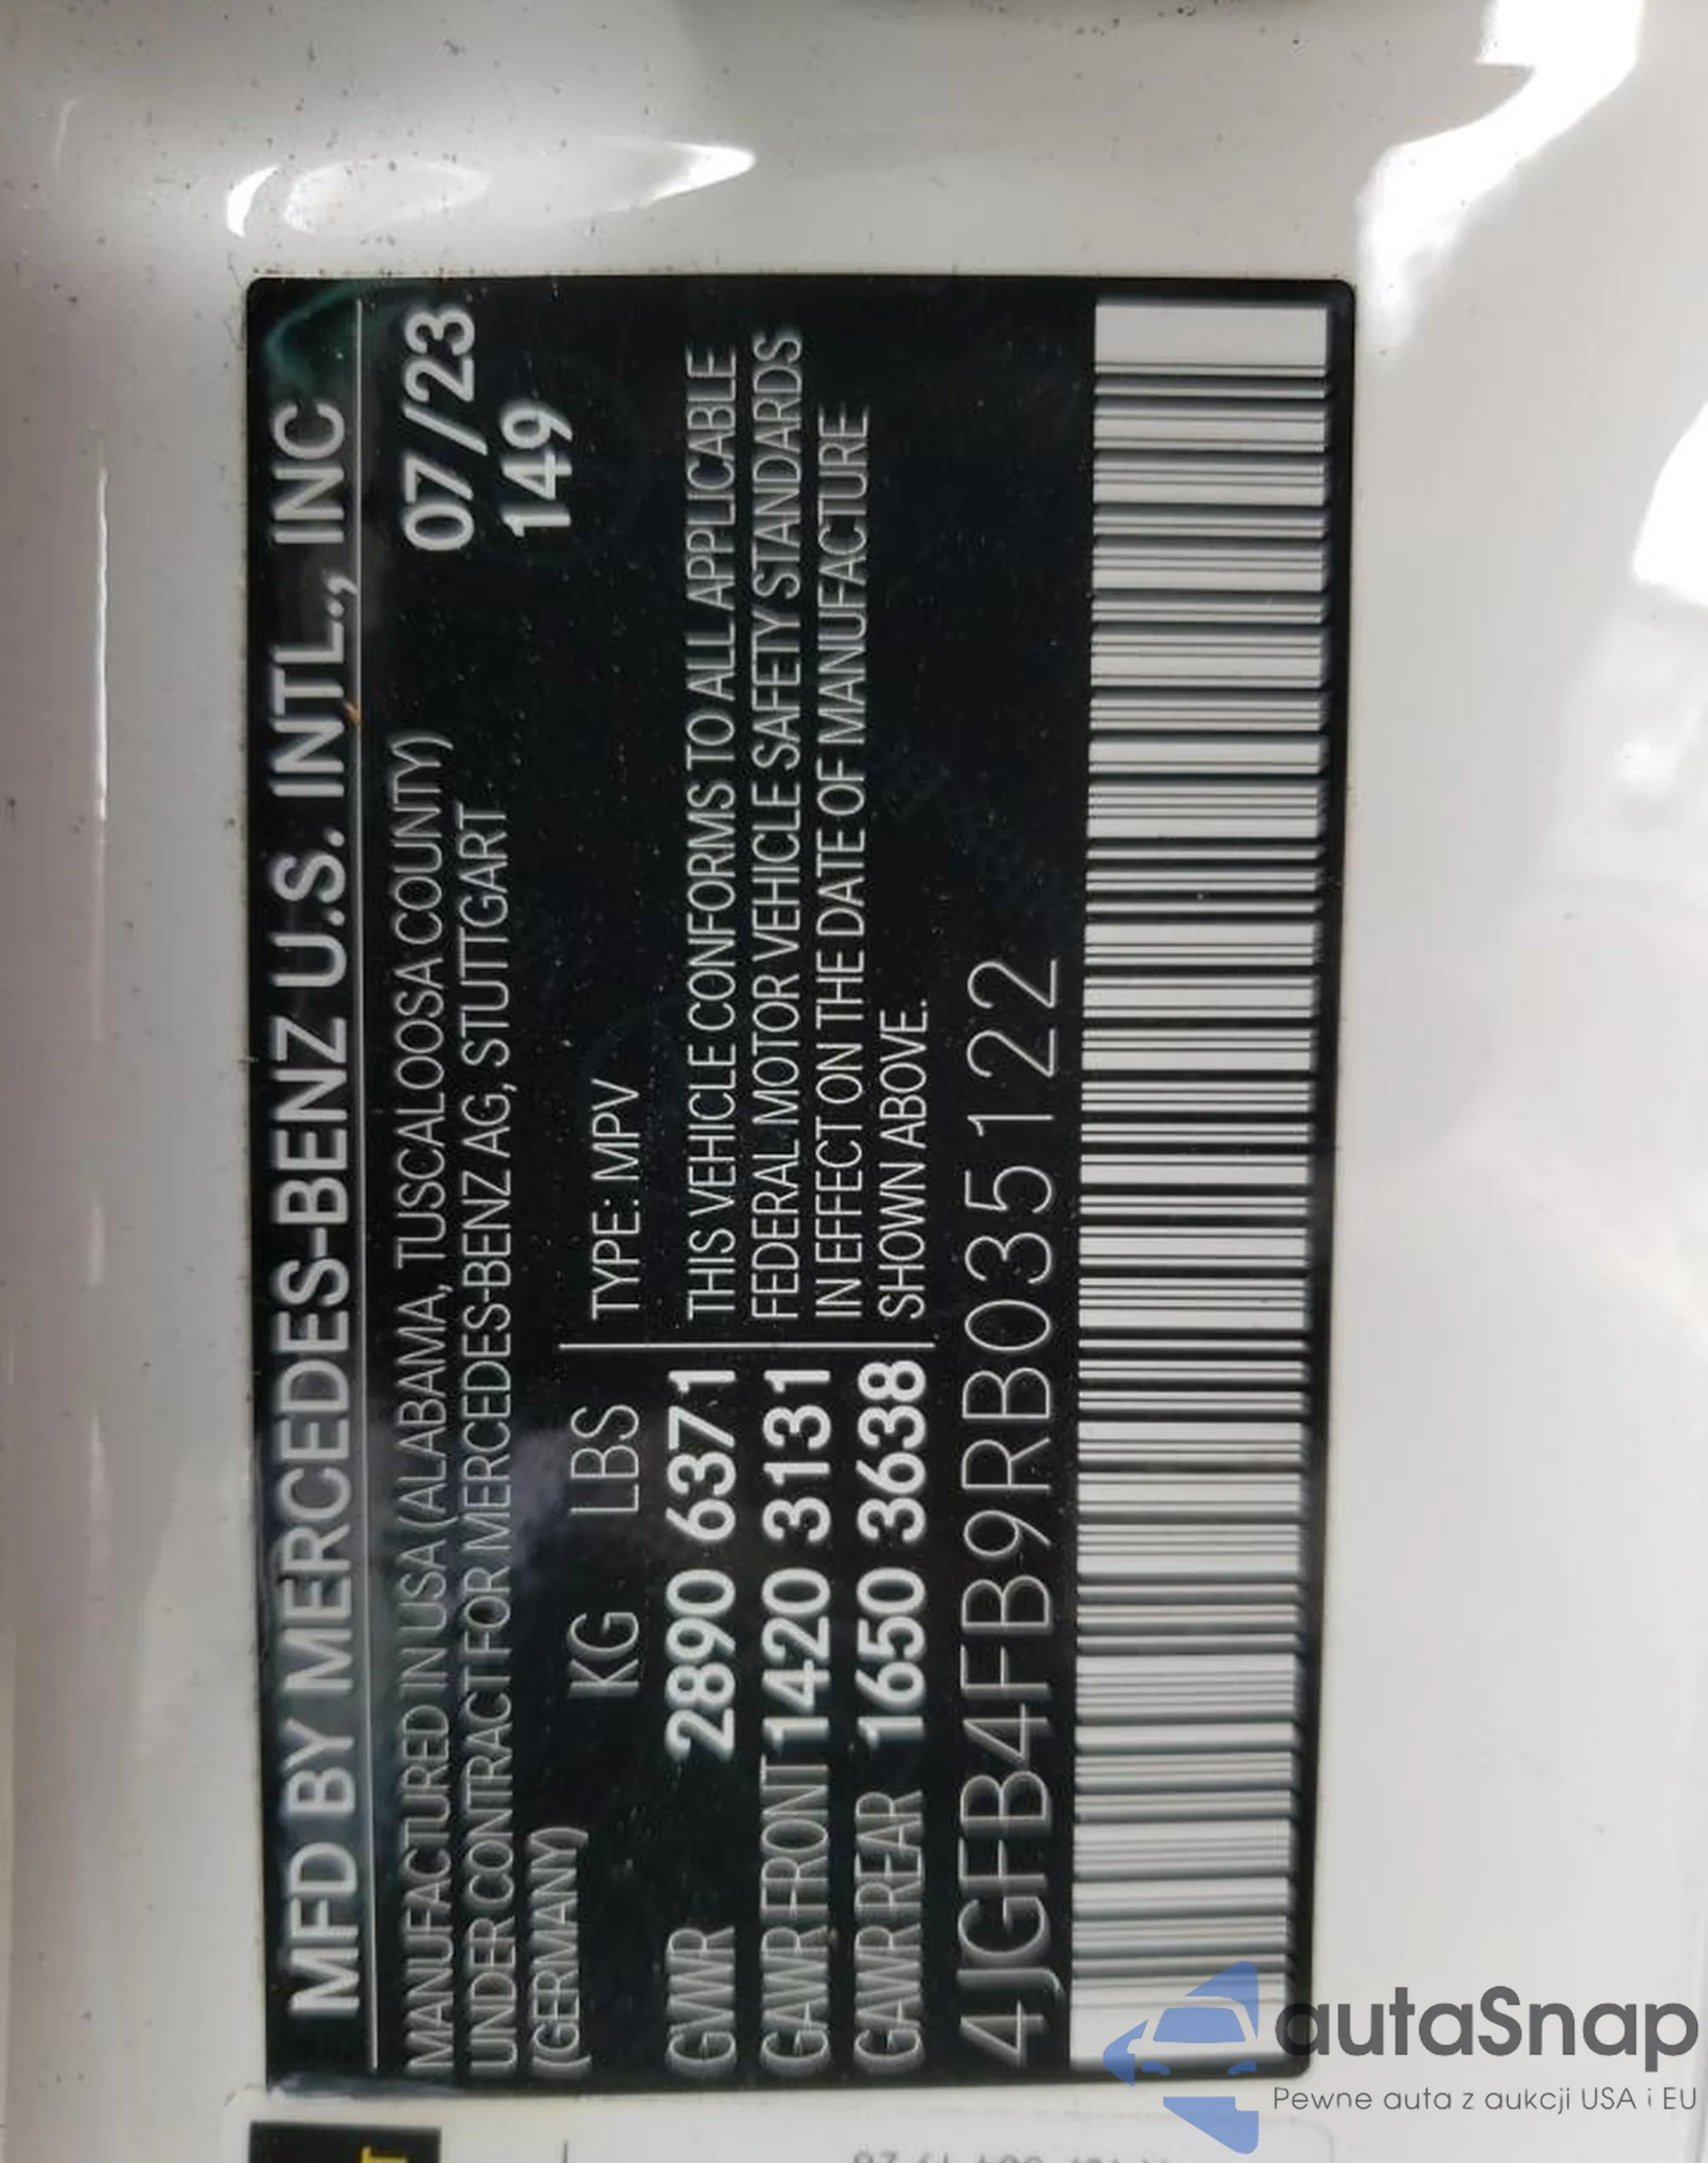 MFD BY MERCEDES-BENZ U.S. INTL., INC
MANUFACTURED IN USA (ALABAMA, TUSCALOOSA COUNTY) 07/23
UNDER CONTRACT FOR MERCEDES-BENZ AG, STUTTGART 149
(GERMANY)
KG LBS TYPE: MPV
GVWR 2890 6371 THIS VEHICLE CONFORMS TO ALL APPLICABLE
GAWR FRONT 1420 3131 FEDERAL MOTOR VEHICLE SAFETY STANDARDS
IN EFFECT ON THE DATE OF MANUFACTURE
GAWR REAR 1650 3638 SHOWN ABOVE.
4JGFB4FB9RB035122
autaSnap
Pewne auta z aukcji USA i EU